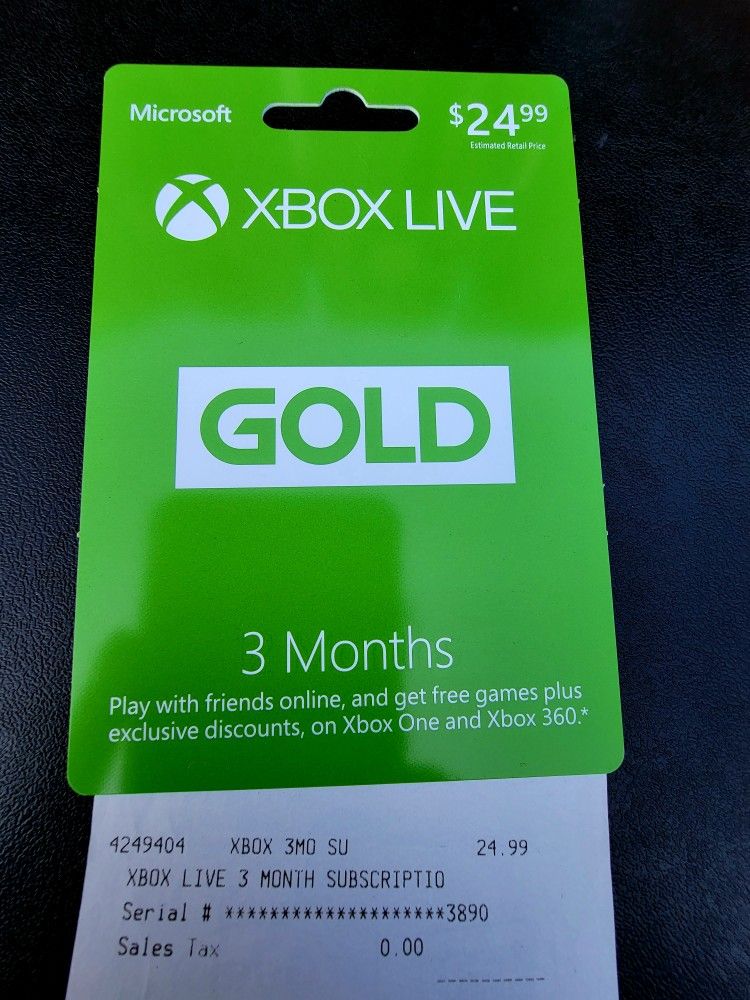 Microsoft
$24.99
Estimated Retail Price
XBOX LIVE
GOLD
3 Months
Play with friends online, and get free games plus
exclusive discounts, on Xbox One and Xbox 360.*
4249404 XBOX 3MO SU 24.99
XBOX LIVE 3 MONTH SUBSCRIPTIO
Serial # ********************3890
Sales Tax 0.00